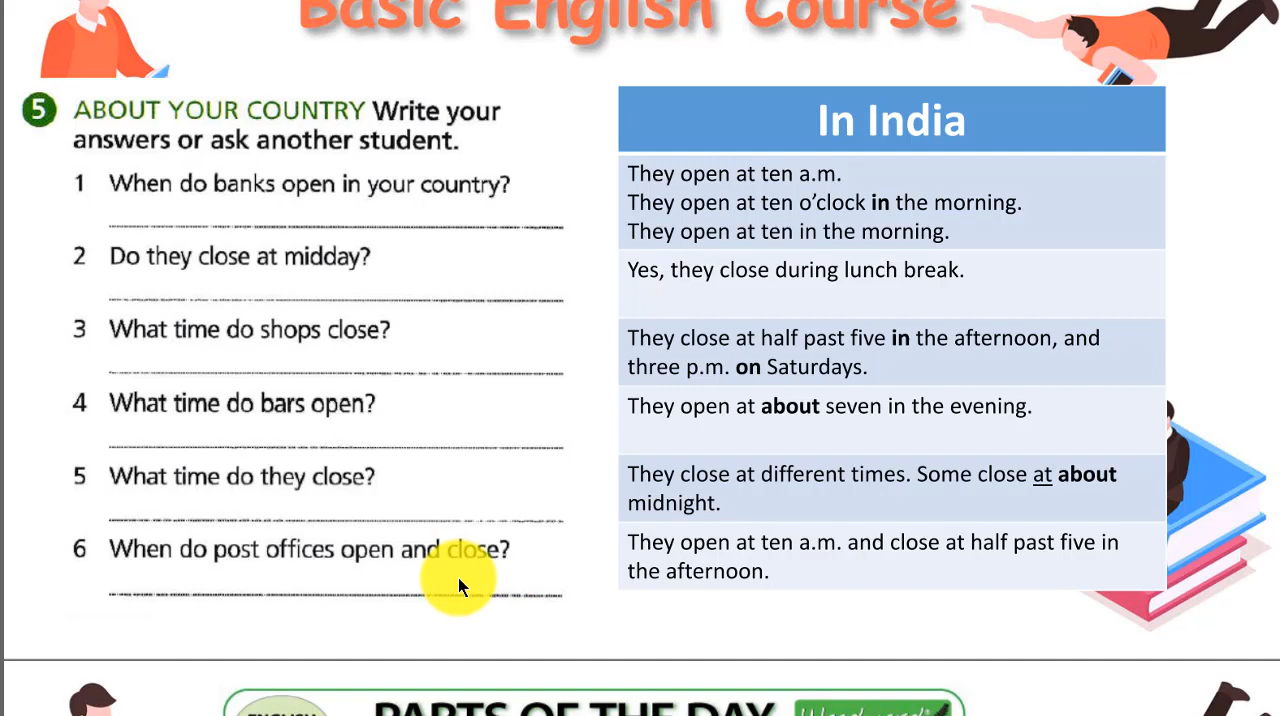 Basic English Course
5 ABOUT YOUR COUNTRY Write your
answers or ask another student.
1 When do banks open in your country?
2 Do they close at midday?
3 What time do shops close?
4 What time do bars open?
5 What time do they close?
6 When do post offices open and close?
In India
They open at ten a.m.
They open at ten o’clock in the morning.
They open at ten in the morning.
Yes, they close during lunch break.
They close at half past five in the afternoon, and
three p.m. on Saturdays.
They open at about seven in the evening.
They close at different times. Some close at about
midnight.
They open at ten a.m. and close at half past five in
the afternoon.
PARTS OF THE DAY